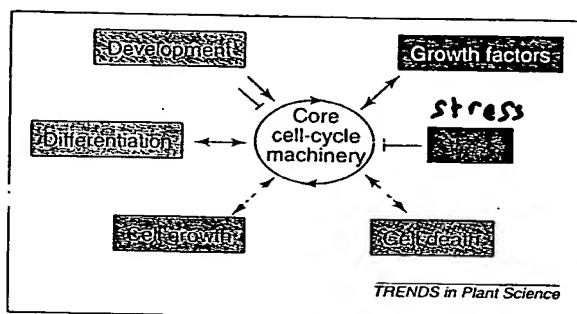 Development
Growth factors
stress
Core
cell-cycle
machinery
Differentiation
Cell growth
Cell death
TRENDS in Plant Science